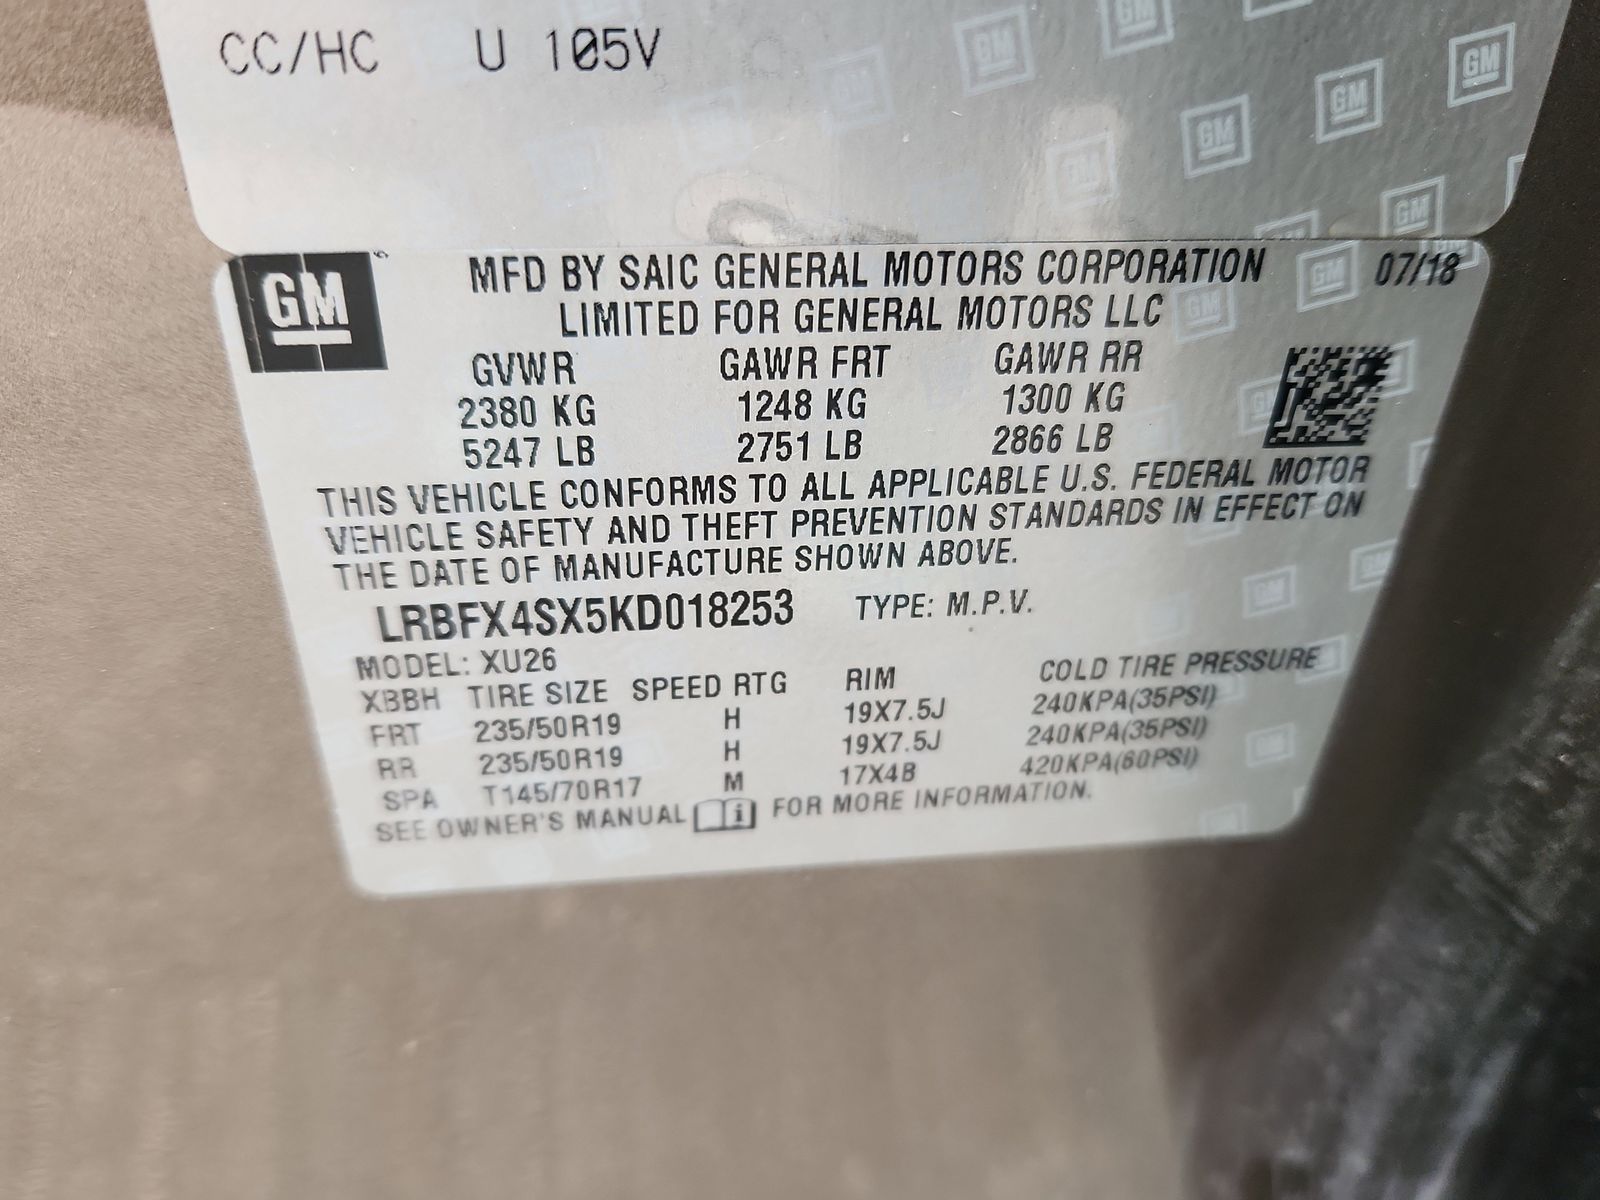 CC/HC U 105V
GM
MFD BY SAIC GENERAL MOTORS CORPORATION 07/18
LIMITED FOR GENERAL MOTORS LLC
GVWR GAWR FRT GAWR RR
2380 KG 1248 KG 1300 KG
5247 LB 2751 LB 2866 LB
THIS VEHICLE CONFORMS TO ALL APPLICABLE U.S. FEDERAL MOTOR
VEHICLE SAFETY AND THEFT PREVENTION STANDARDS IN EFFECT ON
THE DATE OF MANUFACTURE SHOWN ABOVE.
LRBFX4SX5KD018253 TYPE: M.P.V.
MODEL: XU26
XBBH TIRE SIZE SPEED RTG RIM COLD TIRE PRESSURE
FRT 235/50R19 H 19X7.5J 240KPA(35PSI)
RR 235/50R19 H 19X7.5J 240KPA(35PSI)
SPA T145/70R17 M 17X4B 420KPA(60PSI)
SEE OWNER'S MANUAL i FOR MORE INFORMATION.